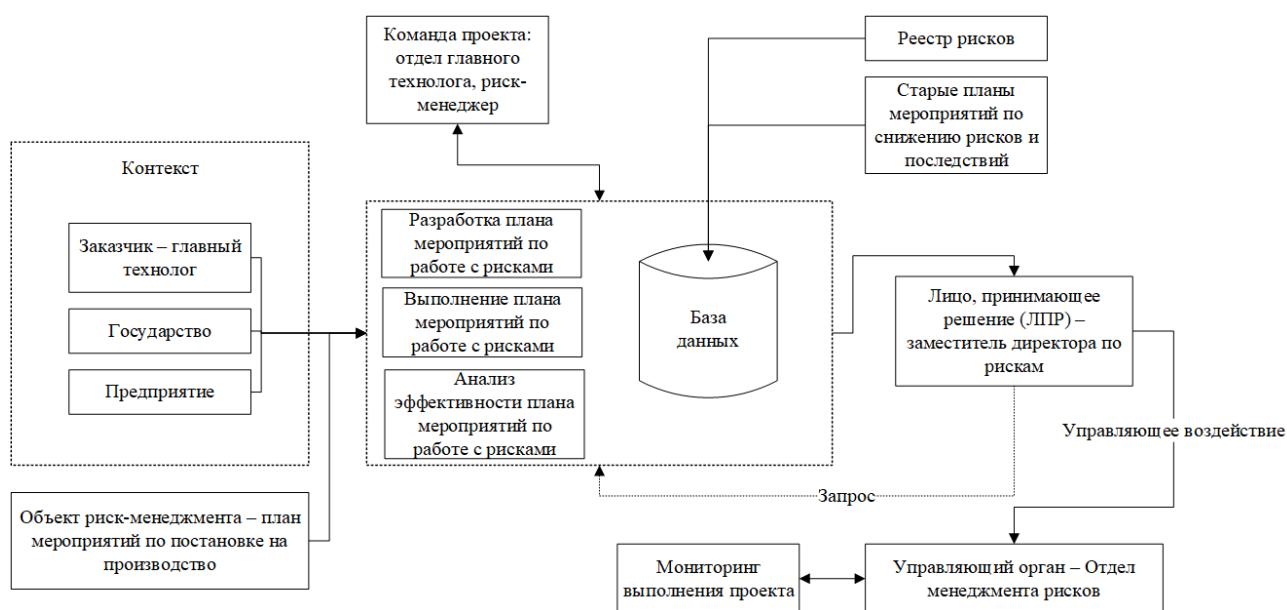 Команда проекта:
отдел главного
технолога, риск-
менеджер
Реестр рисков
Старые планы
мероприятий по
снижению рисков и
последствий
Контекст
Заказчик – главный
технолог
Государство
Предприятие
Разработка плана
мероприятий по
работе с рисками
Выполнение плана
мероприятий по
работе с рисками
Анализ
эффективности плана
мероприятий по
работе с рисками
База
данных
Лицо, принимающее
решение (ЛПР) –
заместитель директора по
рискам
Управляющее воздействие
Запрос
Объект риск-менеджмента – план
мероприятий по постановке на
производство
Мониторинг
выполнения проекта
Управляющий орган – Отдел
менеджмента рисков